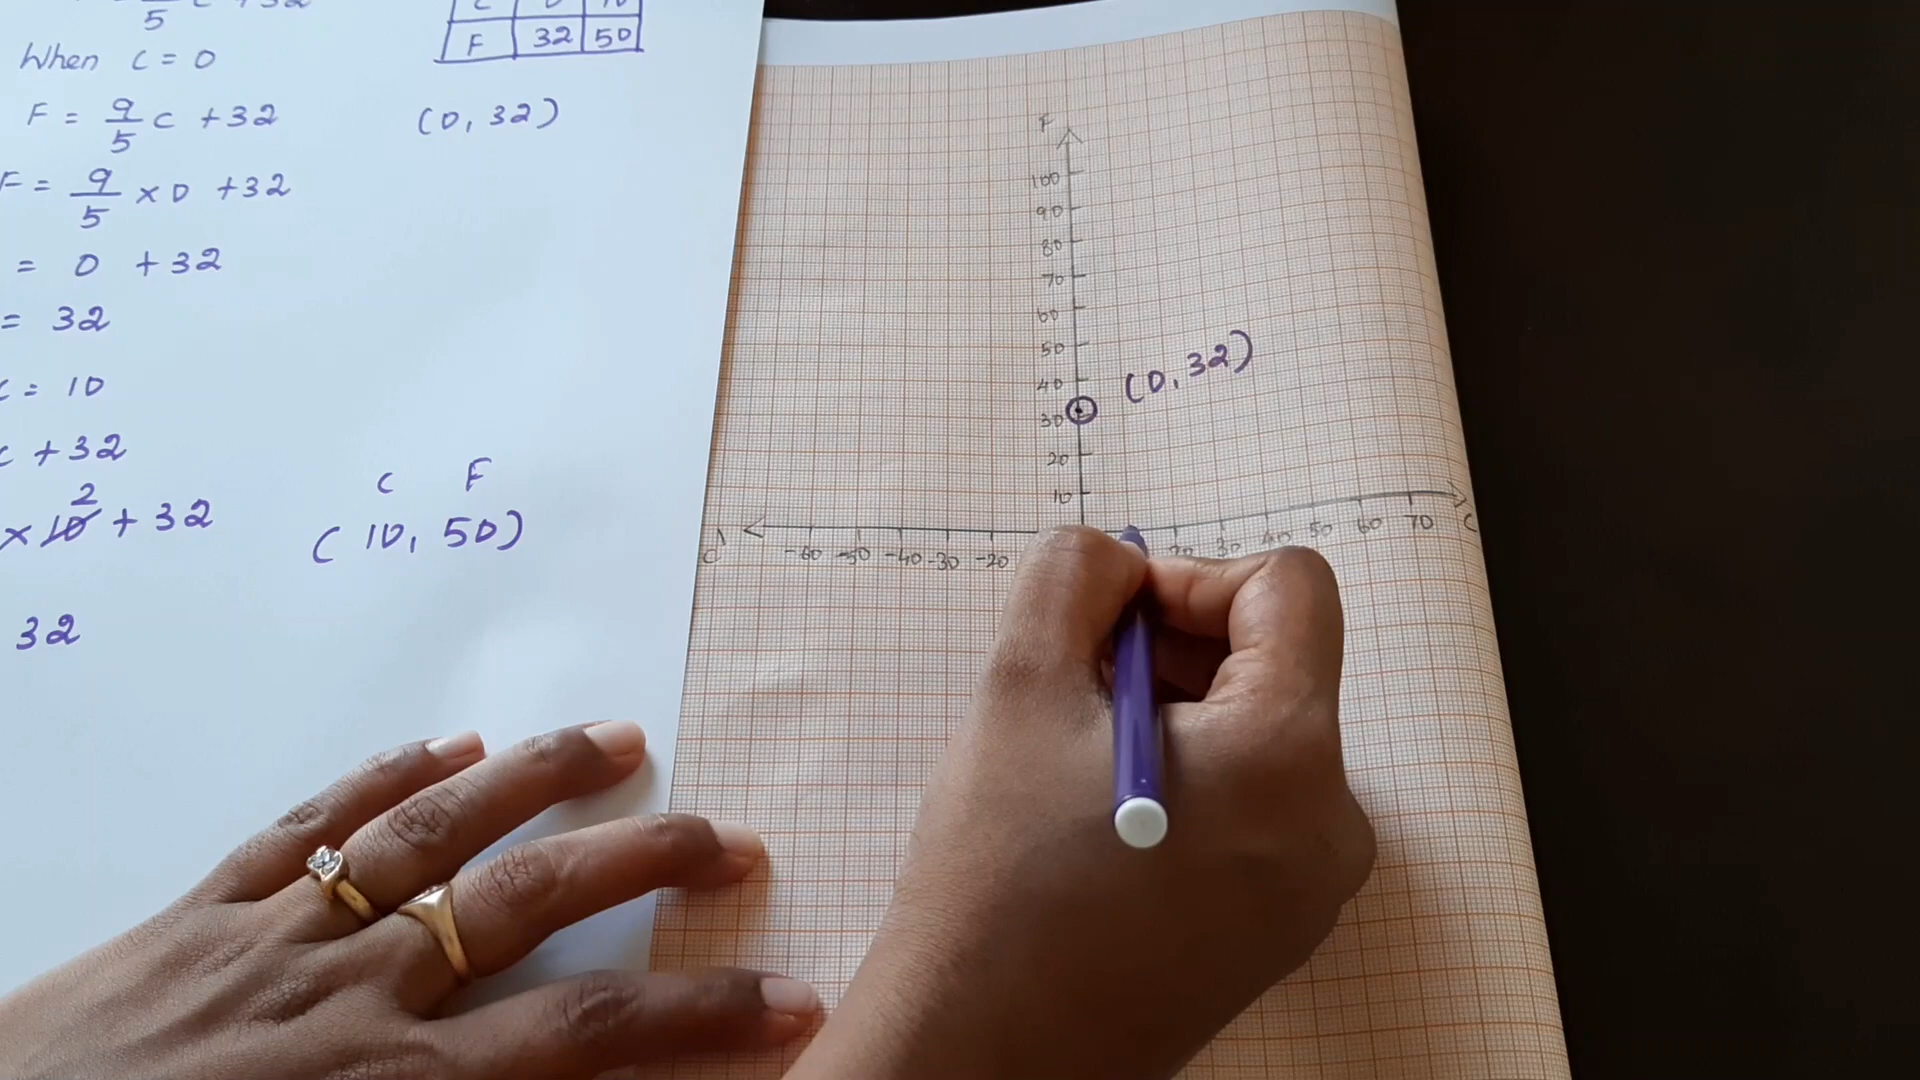 5
C 0 10
F 32 50
When C = 0
F = 9/5 C + 32
(0, 32)
F = 9/5 × 0 + 32
= 0 + 32
= 32
C = 10
C + 32
2
× 10 + 32
C F
(10, 50)
32
F
100
90
80
70
60
50
40
30
20
10
(0, 32)
C' -60 -50 -40 -30 -20 20 30 40 50 60 70 C